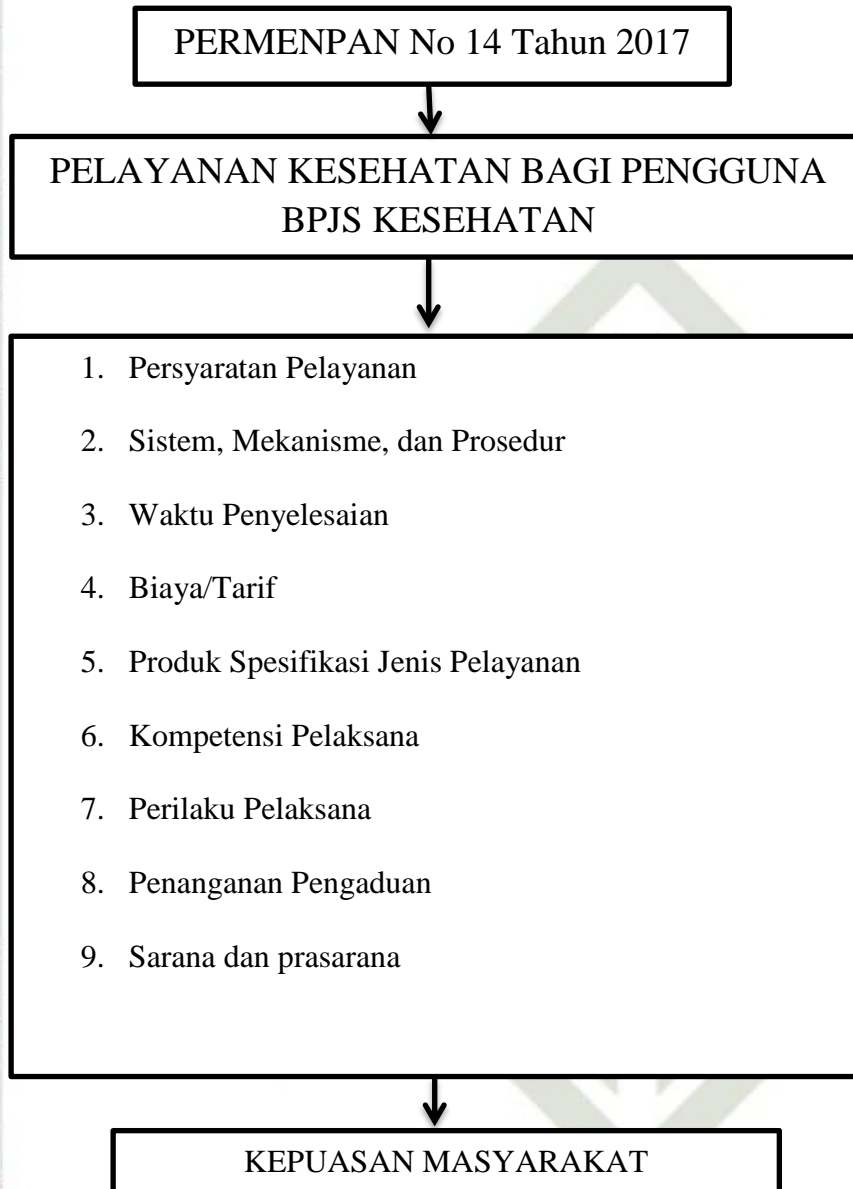 PERMENPAN No 14 Tahun 2017
PELAYANAN KESEHATAN BAGI PENGGUNA
BPJS KESEHATAN
1. Persyaratan Pelayanan
2. Sistem, Mekanisme, dan Prosedur
3. Waktu Penyelesaian
4. Biaya/Tarif
5. Produk Spesifikasi Jenis Pelayanan
6. Kompetensi Pelaksana
7. Perilaku Pelaksana
8. Penanganan Pengaduan
9. Sarana dan prasarana
KEPUASAN MASYARAKAT